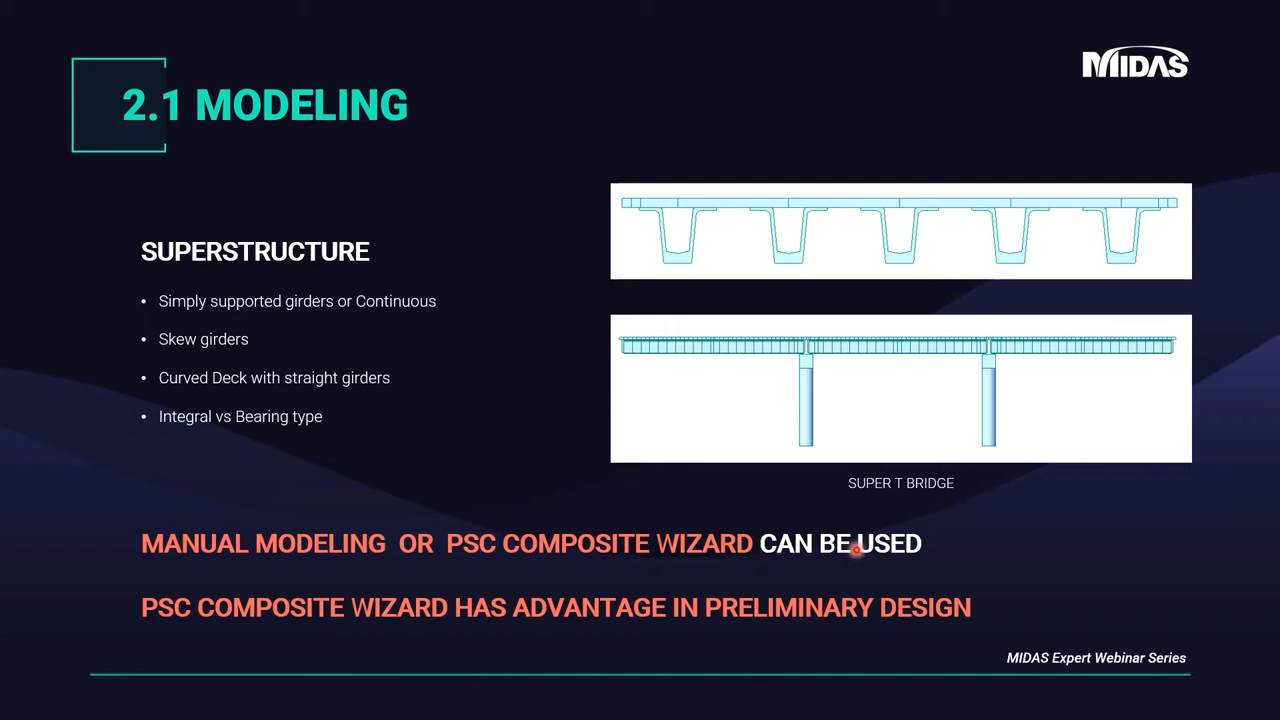 MIDAS
2.1 MODELING
SUPERSTRUCTURE
• Simply supported girders or Continuous
• Skew girders
• Curved Deck with straight girders
• Integral vs Bearing type
SUPER T BRIDGE
MANUAL MODELING OR PSC COMPOSITE WIZARD CAN BE USED
PSC COMPOSITE WIZARD HAS ADVANTAGE IN PRELIMINARY DESIGN
MIDAS Expert Webinar Series